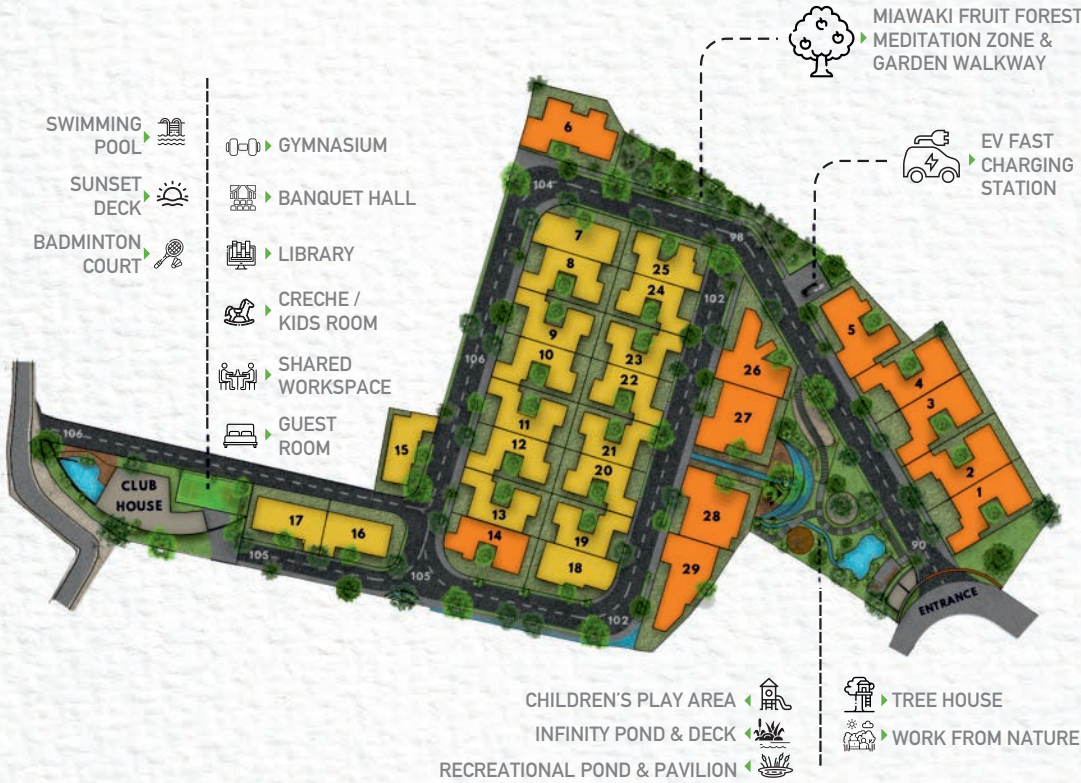 MIAWAKI FRUIT FOREST
MEDITATION ZONE &
GARDEN WALKWAY
EV FAST
CHARGING
STATION
SWIMMING
POOL
SUNSET
DECK
BADMINTON
COURT
GYMNASIUM
BANQUET HALL
LIBRARY
CRECHE /
KIDS ROOM
SHARED
WORKSPACE
GUEST
ROOM
6
104
98
7
8
9
10
11
12
13
14
25
24
23
22
21
20
19
18
102
106
5
4
3
2
1
26
27
28
29
15
106
CLUB
HOUSE
17
16
105
105
102
90
ENTRANCE
CHILDREN'S PLAY AREA
INFINITY POND & DECK
RECREATIONAL POND & PAVILION
TREE HOUSE
WORK FROM NATURE